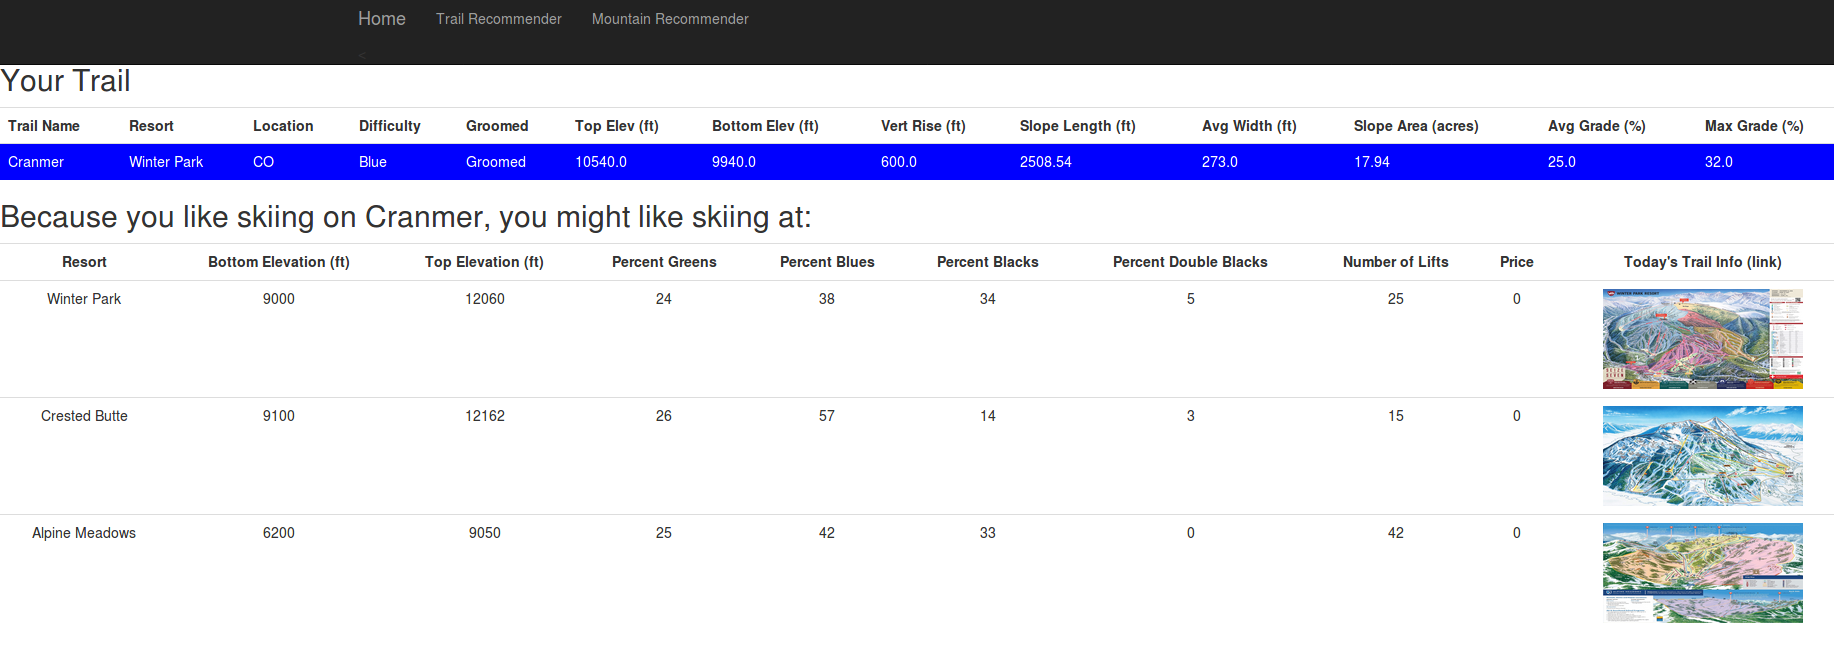 Home Trail Recommender Mountain Recommender
<
Your Trail
Trail Name Resort Location Difficulty Groomed Top Elev (ft) Bottom Elev (ft) Vert Rise (ft) Slope Length (ft) Avg Width (ft) Slope Area (acres) Avg Grade (%) Max Grade (%)
Cranmer Winter Park CO Blue Groomed 10540.0 9940.0 600.0 2508.54 273.0 17.94 25.0 32.0
Because you like skiing on Cranmer, you might like skiing at:
Resort Bottom Elevation (ft) Top Elevation (ft) Percent Greens Percent Blues Percent Blacks Percent Double Blacks Number of Lifts Price Today's Trail Info (link)
Winter Park 9000 12060 24 38 34 5 25 0
WINTER PARK RESORT
Crested Butte 9100 12162 26 57 14 3 15 0
Alpine Meadows 6200 9050 25 42 33 0 42 0